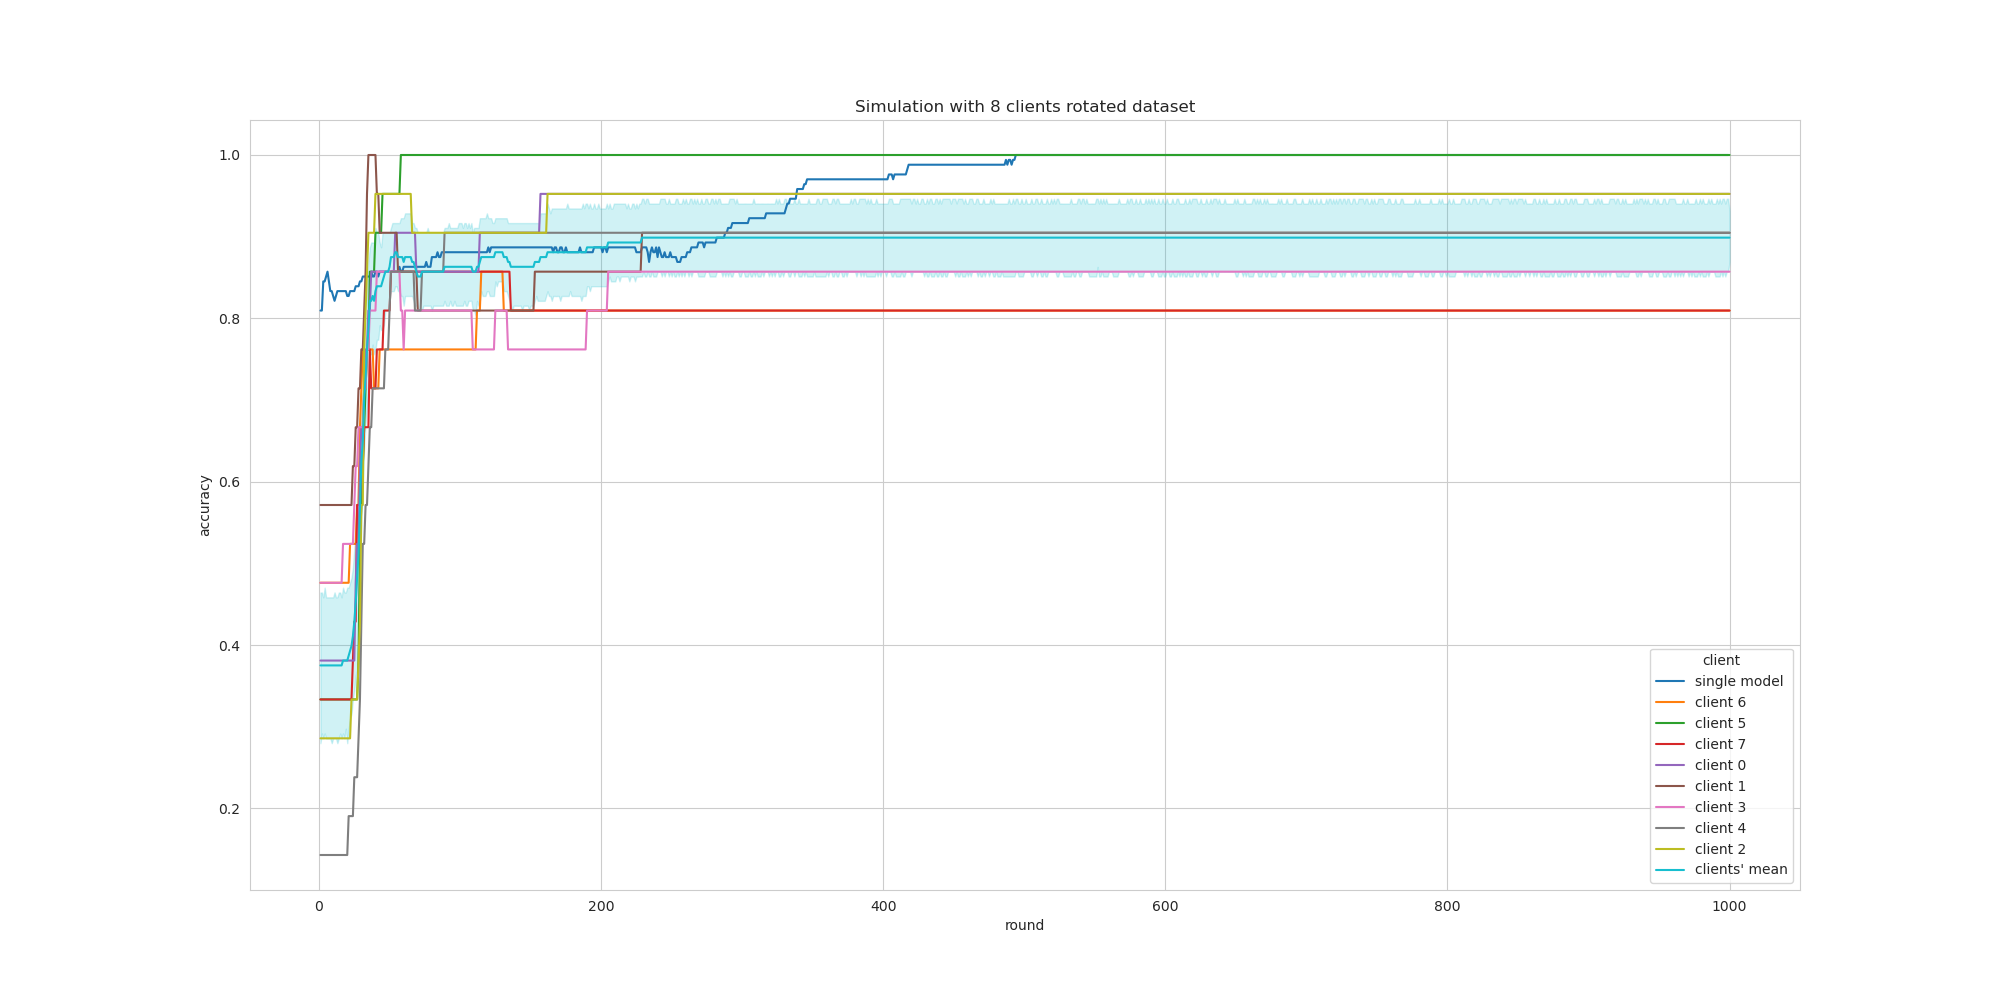 Simulation with 8 clients rotated dataset
accuracy
1.0
0.8
0.6
0.4
0.2
0
200
400
600
800
1000
round
client
single model
client 6
client 5
client 7
client 0
client 1
client 3
client 4
client 2
clients' mean